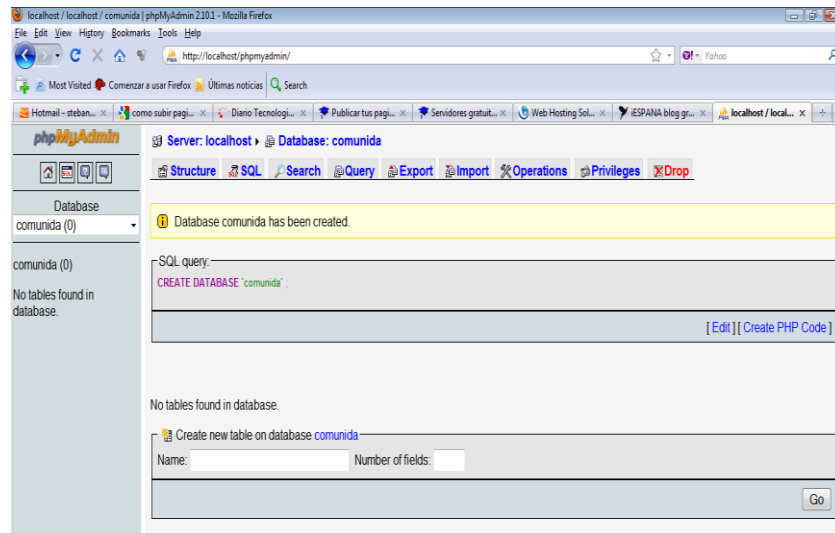 localhost / localhost / comunida | phpMyAdmin 2.10.1 - Mozilla Firefox
File Edit View History Bookmarks Tools Help
http://localhost/phpmyadmin/ Yahoo
Most Visited Comenzar a usar Firefox Últimas noticias Search
Hotmail - steban... como subir pagi... Diario Tecnologi... Publicar tus pagi... Servidores gratuit... Web Hosting Sol... iESPANA blog gr... localhost / local...
phpMyAdmin
Server: localhost Database: comunida
Structure SQL Search Query Export Import Operations Privileges Drop
Database
comunida (0)
Database comunida has been created.
comunida (0)
No tables found in
database.
SQL query:
CREATE DATABASE `comunida` ;
[ Edit ] [ Create PHP Code ]
No tables found in database.
Create new table on database comunida
Name: Number of fields:
Go